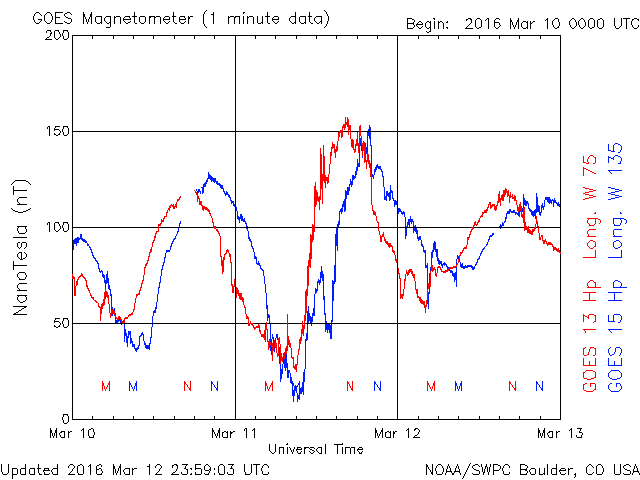 GOES Magnetometer (1 minute data)
Begin: 2016 Mar 10 0000 UTC
200
150
100
50
0
NanoTesla (nT)
M M N N M N N M M N N
Mar 10 Mar 11 Mar 12 Mar 13
Universal Time
GOES 13 Hp Long. W 75
GOES 15 Hp Long. W 135
Updated 2016 Mar 12 23:59:03 UTC
NOAA/SWPC Boulder, CO USA